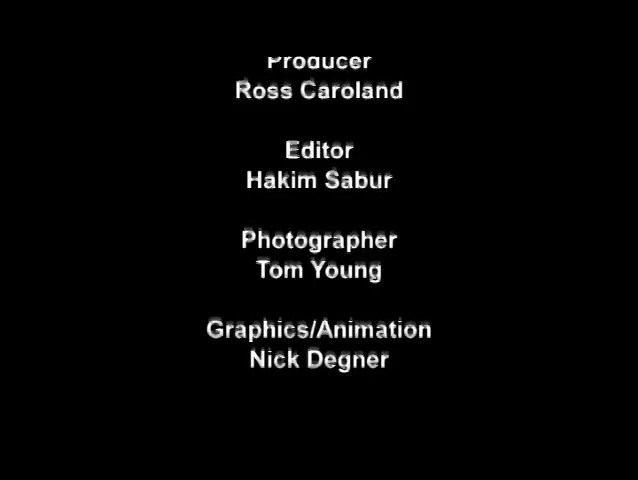 Producer
Ross Caroland
Editor
Hakim Sabur
Photographer
Tom Young
Graphics/Animation
Nick Degner